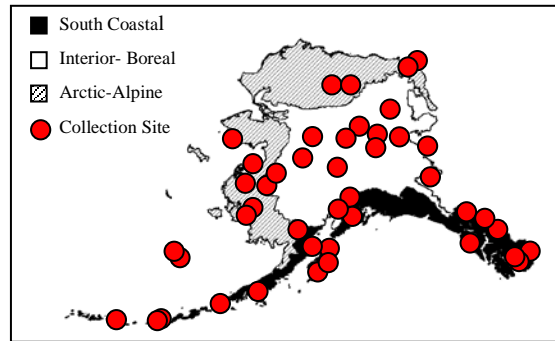 South Coastal
Interior- Boreal
Arctic-Alpine
Collection Site